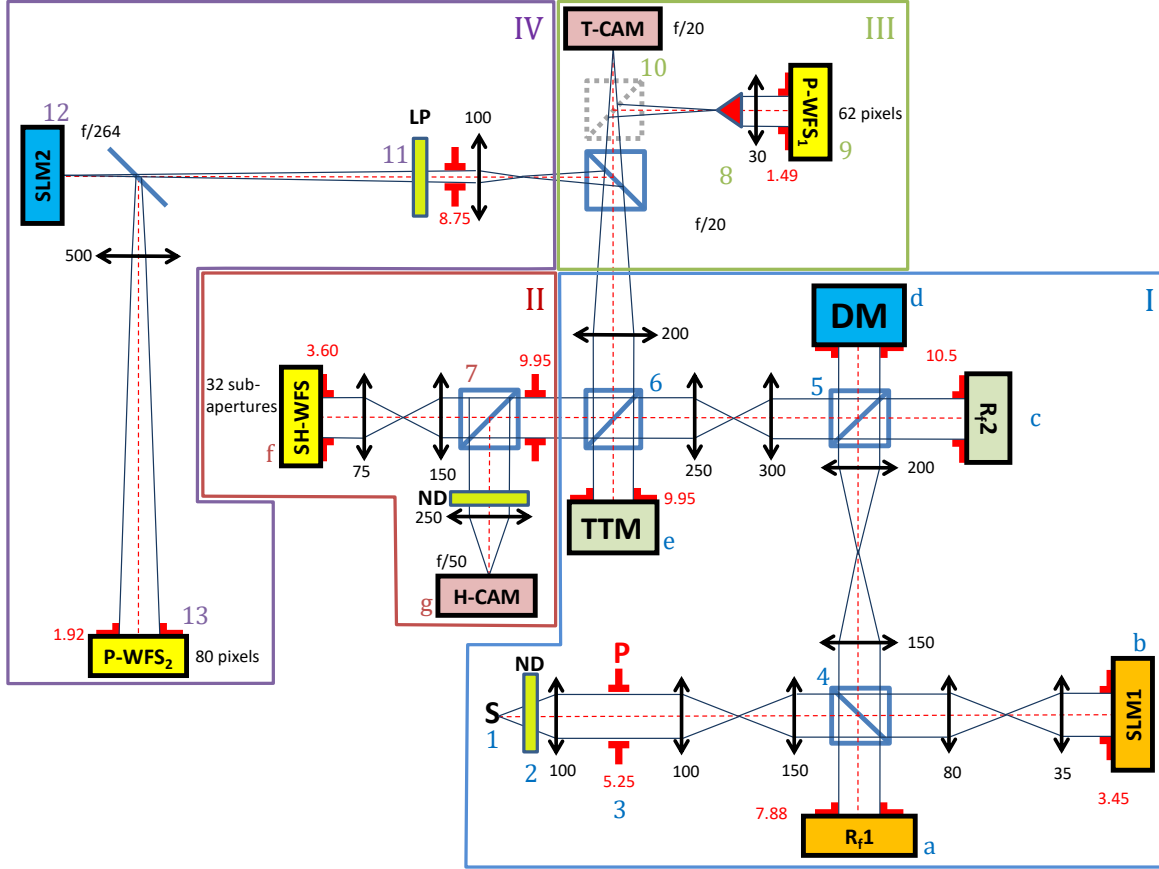 T-CAM
f/20
IV
III
10
12
LP
100
P-WFS1
62 pixels
f/264
11
SLM2
30
9
8
1.49
8.75
f/20
500
II
I
d
DM
200
10.5
3.60
9.95
7
6
5
32 sub-
apertures
SH-WFS
Rf2
c
f
75
150
250
300
200
ND
250
9.95
TTM
e
f/50
g
H-CAM
13
1.92
P-WFS2
80 pixels
150
b
ND
P
4
S
1
SLM1
2
100
5.25
100
150
80
35
3
7.88
3.45
Rf1
a